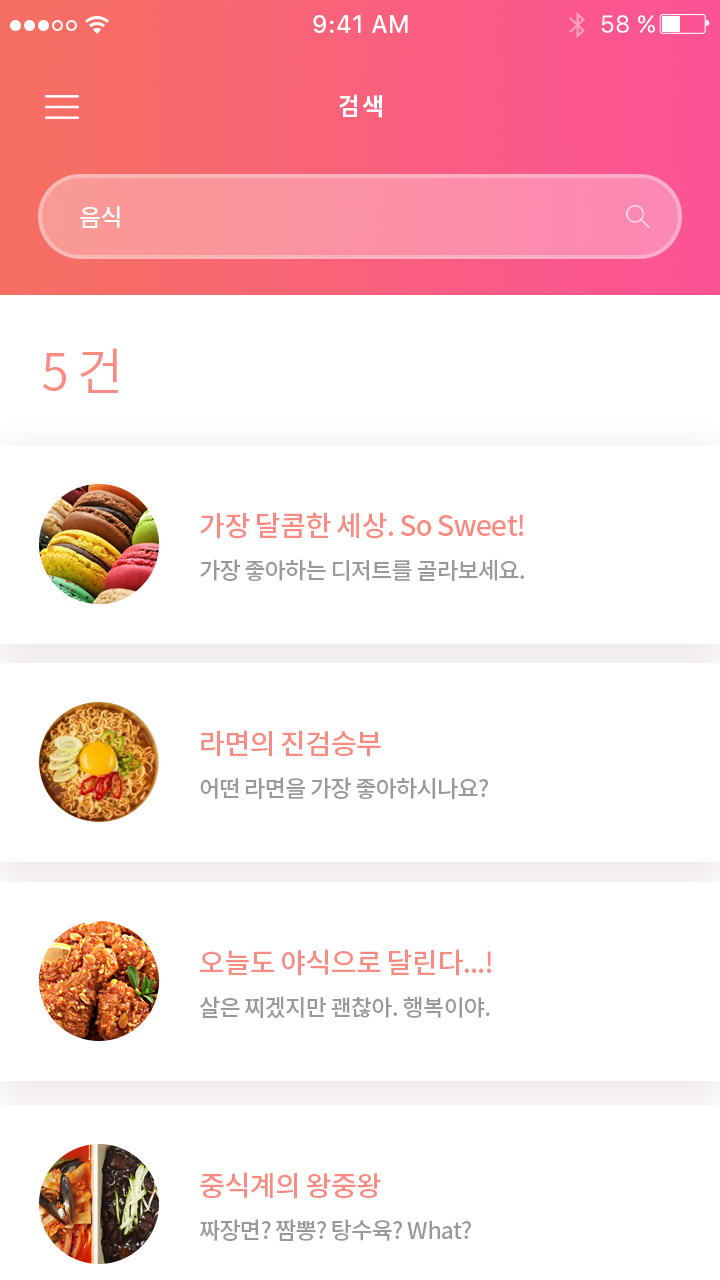 9:41 AM 58 %
검색
음식
5 건
가장 달콤한 세상. So Sweet!
가장 좋아하는 디저트를 골라보세요.
라면의 진검승부
어떤 라면을 가장 좋아하시나요?
오늘도 야식으로 달린다...!
살은 찌겠지만 괜찮아. 행복이야.
중식계의 왕중왕
짜장면? 짬뽕? 탕수육? What?